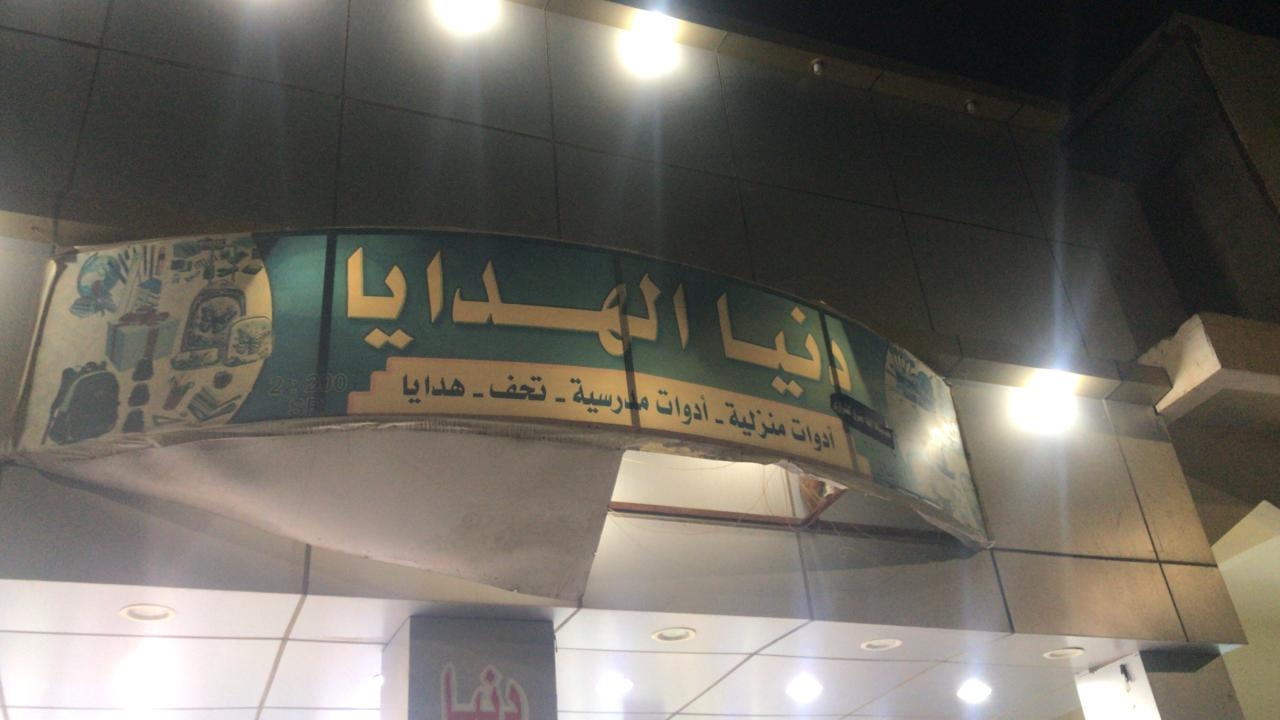 دنيا الهدايا
أدوات منزلية - أدوات مدرسية - تحف - هدايا
دنيا